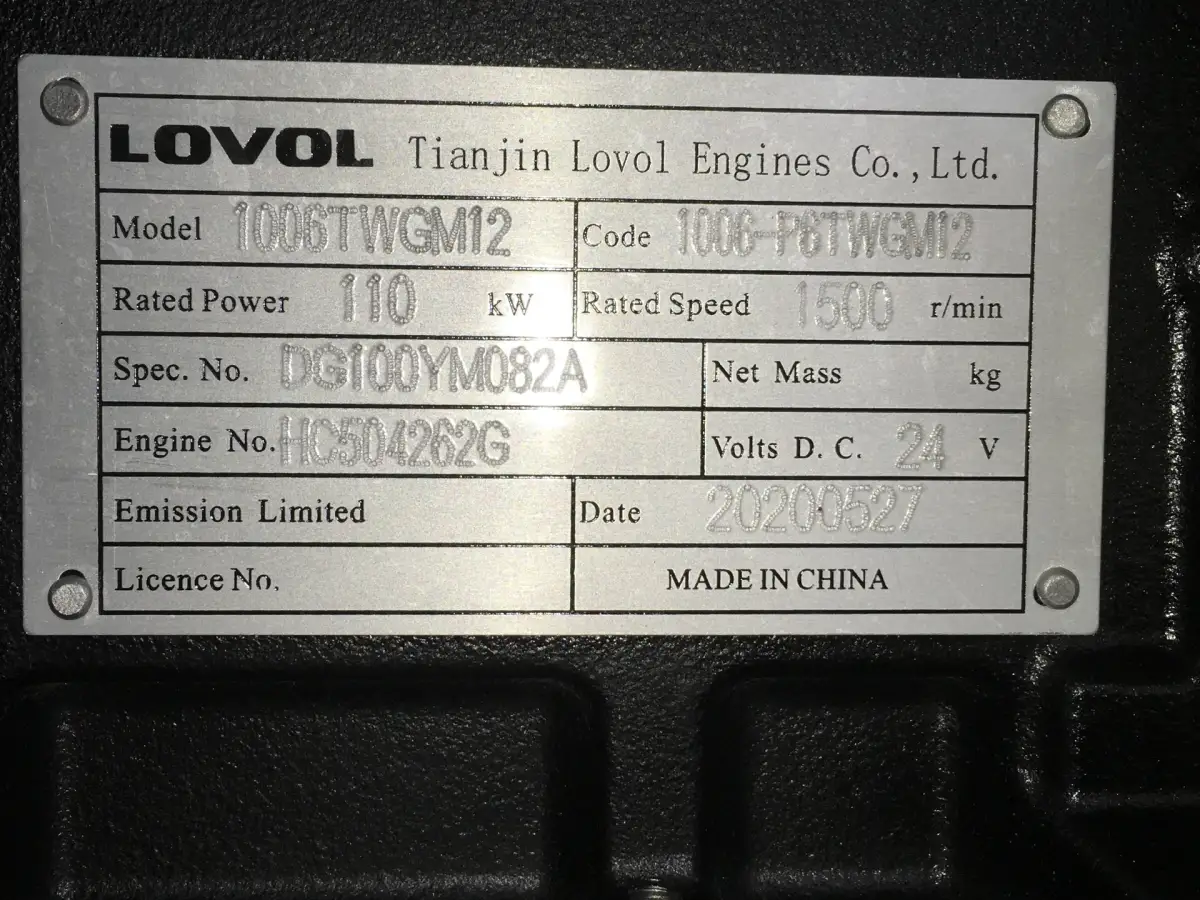 LOVOL Tianjin Lovol Engines Co.,Ltd.
Model 1006TWGM12 Code 1006-P6TWGM12
Rated Power 110 kW Rated Speed 1500 r/min
Spec. No. DG100YM082A Net Mass kg
Engine No. HC504262G Volts D. C. 24 V
Emission Limited Date 20200527
Licence No. MADE IN CHINA